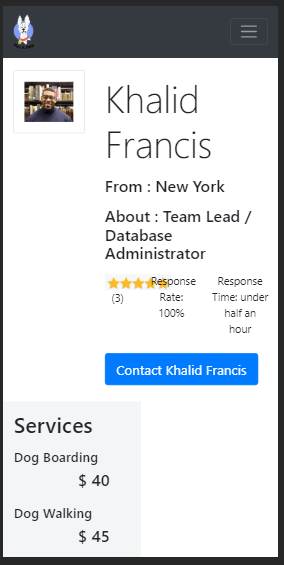 Khalid
Francis
From : New York
About : Team Lead /
Database
Administrator
(3)
Response
Rate:
100%
Response
Time: under
half an
hour
Contact Khalid Francis
Services
Dog Boarding
$ 40
Dog Walking
$ 45